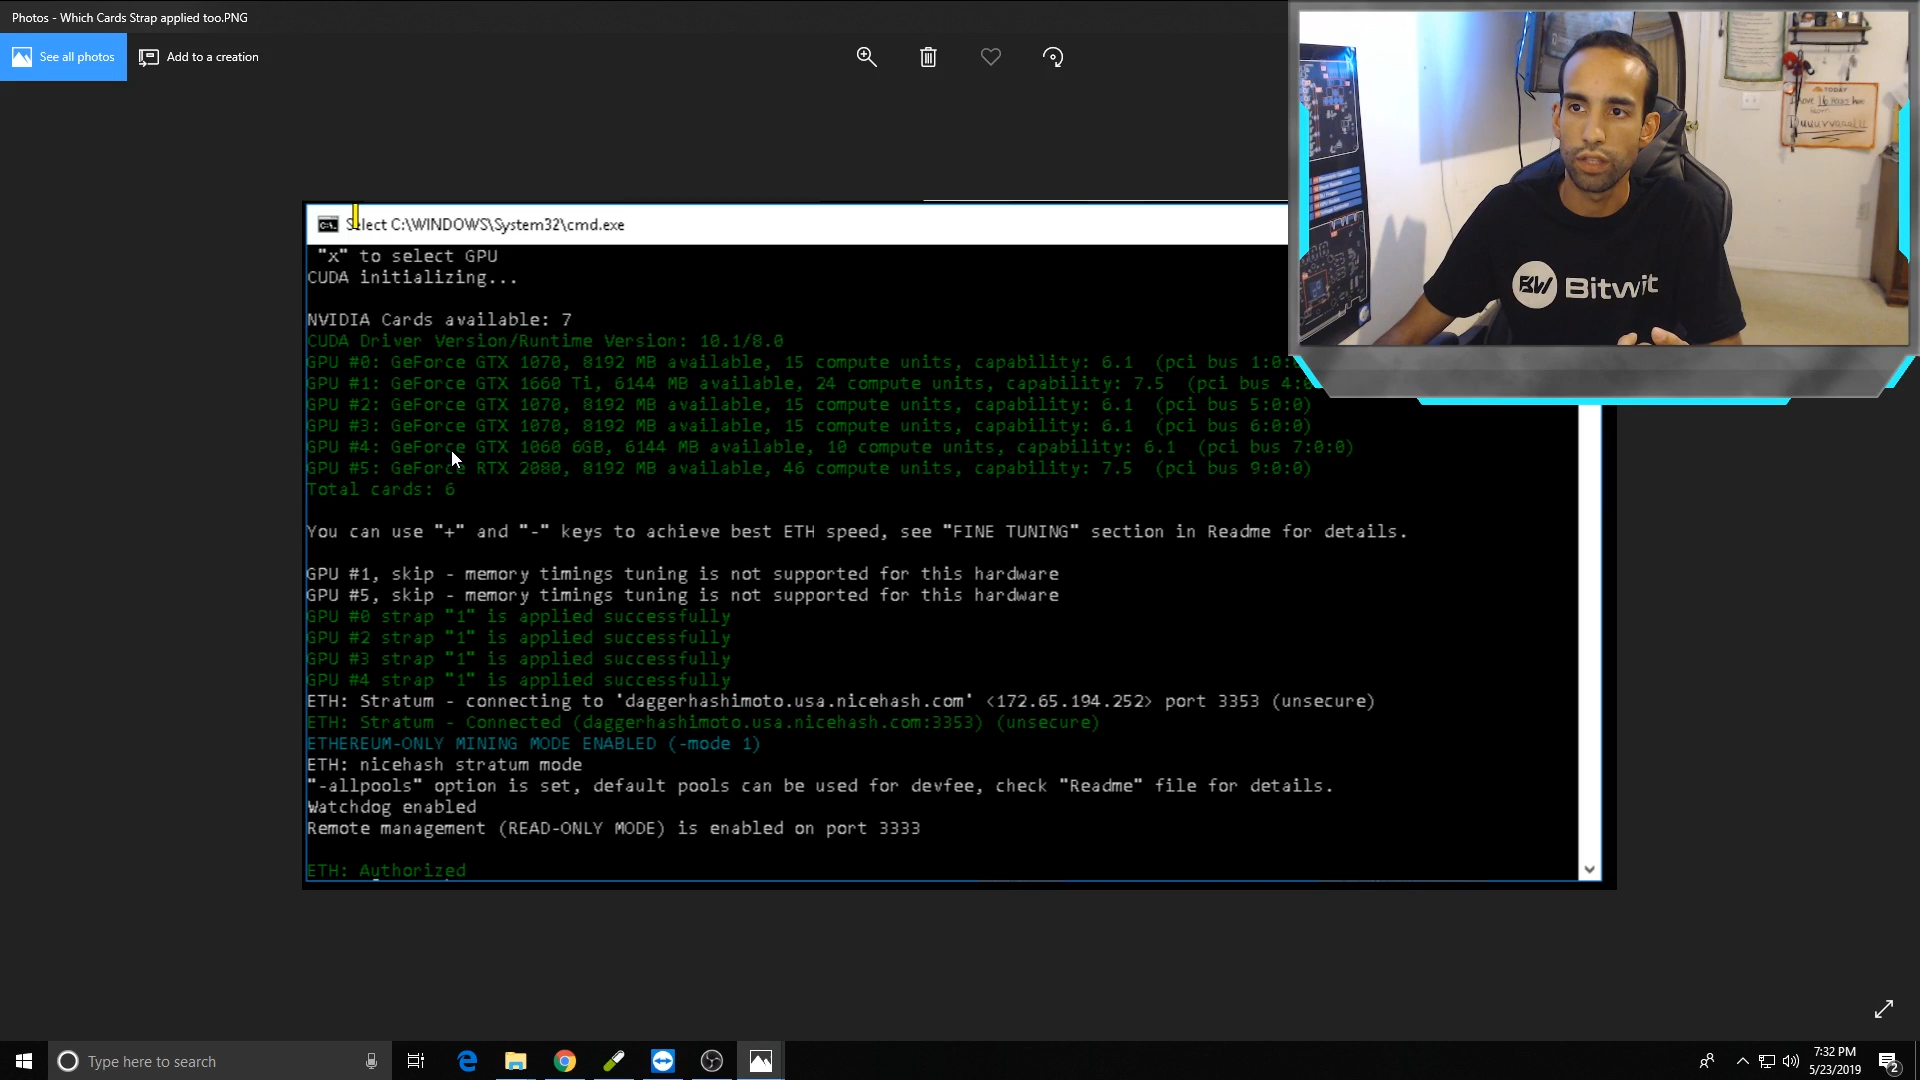 Photos - Which Cards Strap applied too.PNG
See all photos
Add to a creation
TODAY
BW Bitwit
Select C:\WINDOWS\System32\cmd.exe
"x" to select GPU
CUDA initializing...
NVIDIA Cards available: 7
CUDA Driver Version/Runtime Version: 10.1/8.0
GPU #0: GeForce GTX 1070, 8192 MB available, 15 compute units, capability: 6.1 (pci bus 1:0:
GPU #1: GeForce GTX 1660 Ti, 6144 MB available, 24 compute units, capability: 7.5 (pci bus 4:0
GPU #2: GeForce GTX 1070, 8192 MB available, 15 compute units, capability: 6.1 (pci bus 5:0:0)
GPU #3: GeForce GTX 1070, 8192 MB available, 15 compute units, capability: 6.1 (pci bus 6:0:0)
GPU #4: GeForce GTX 1060 6GB, 6144 MB available, 10 compute units, capability: 6.1 (pci bus 7:0:0)
GPU #5: GeForce RTX 2080, 8192 MB available, 46 compute units, capability: 7.5 (pci bus 9:0:0)
Total cards: 6
You can use "+" and "-" keys to achieve best ETH speed, see "FINE TUNING" section in Readme for details.
GPU #1, skip - memory timings tuning is not supported for this hardware
GPU #5, skip - memory timings tuning is not supported for this hardware
GPU #0 strap "1" is applied successfully
GPU #2 strap "1" is applied successfully
GPU #3 strap "1" is applied successfully
GPU #4 strap "1" is applied successfully
ETH: Stratum - connecting to 'daggerhashimoto.usa.nicehash.com' <172.65.194.252> port 3353 (unsecure)
ETH: Stratum - Connected (daggerhashimoto.usa.nicehash.com:3353) (unsecure)
ETHEREUM-ONLY MINING MODE ENABLED (-mode 1)
ETH: nicehash stratum mode
"-allpools" option is set, default pools can be used for devfee, check "Readme" file for details.
Watchdog enabled
Remote management (READ-ONLY MODE) is enabled on port 3333
ETH: Authorized
Type here to search
7:32 PM
5/23/2019
2